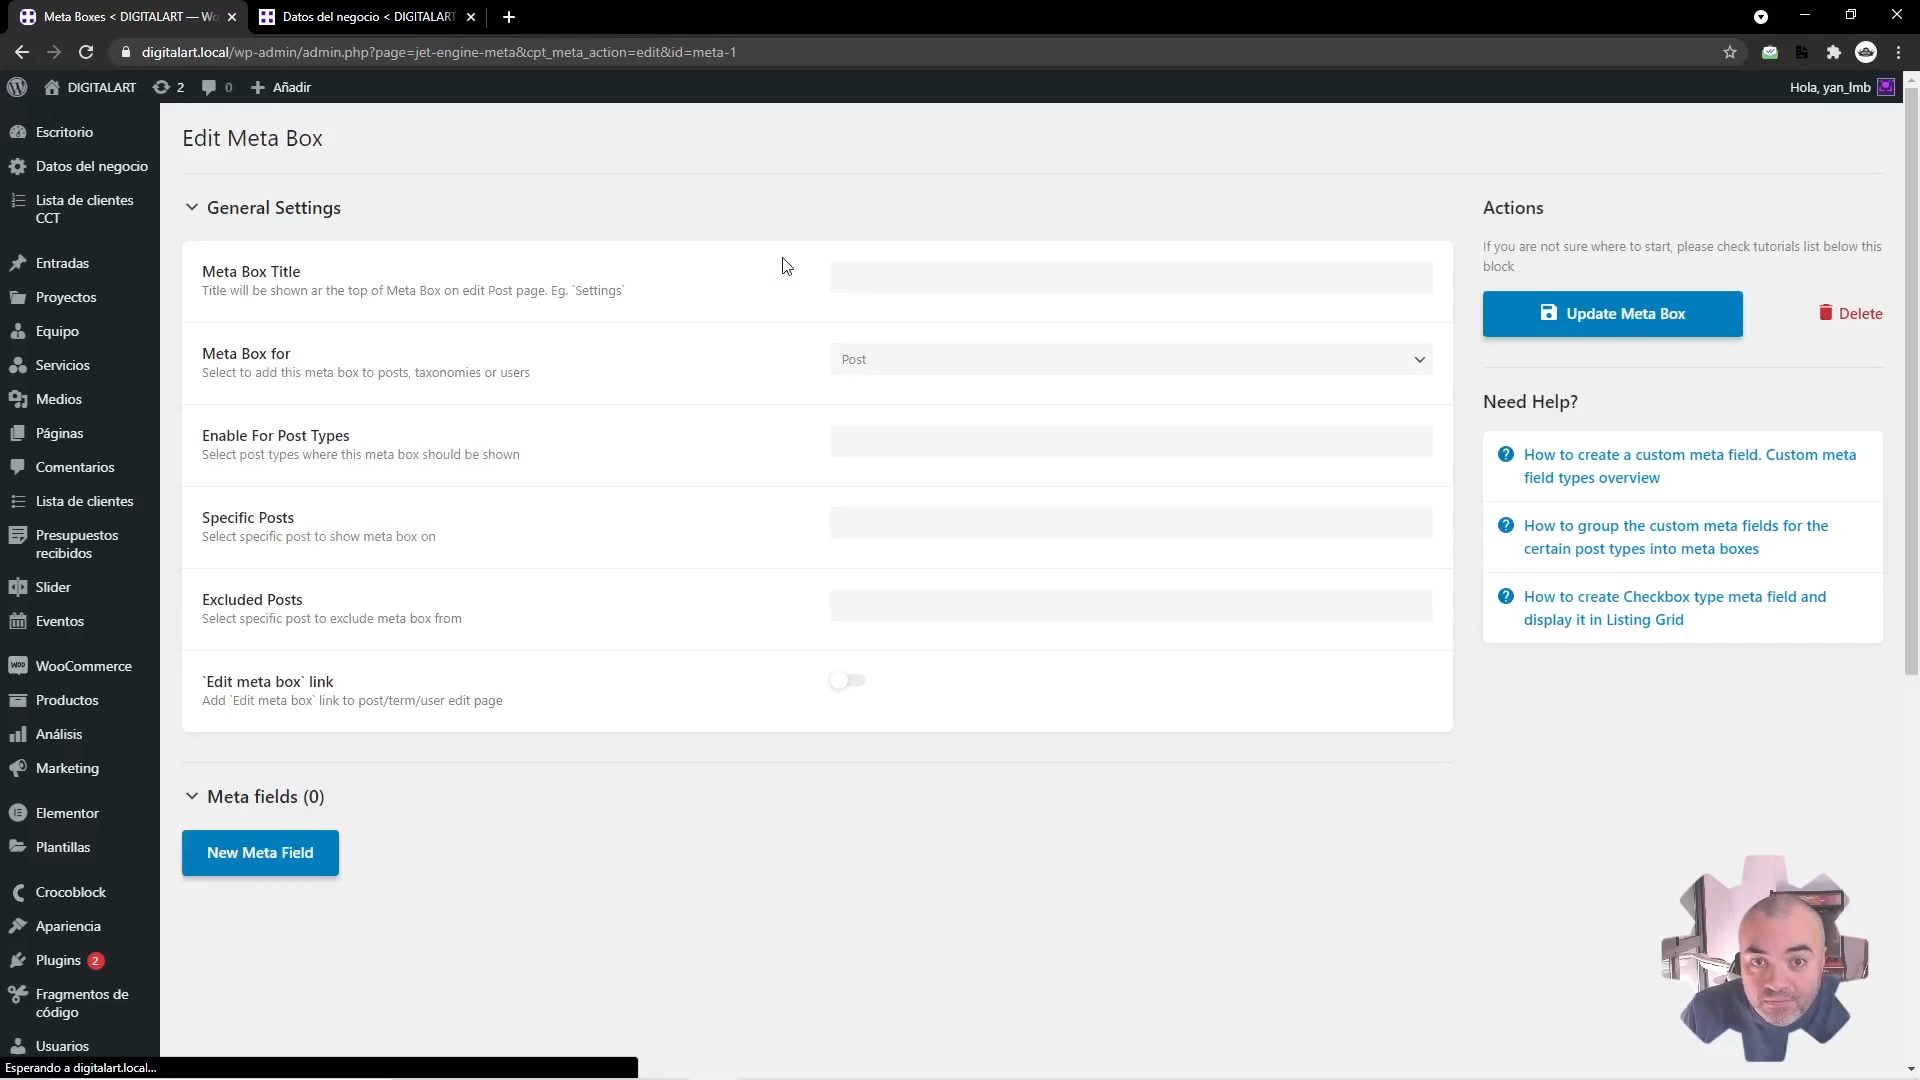 Meta Boxes < DIGITALART — Wo
Datos del negocio < DIGITALART
digitalart.local/wp-admin/admin.php?page=jet-engine-meta&cpt_meta_action=edit&id=meta-1
DIGITALART
2
0
Añadir
Hola, yan_lmb
Escritorio
Datos del negocio
Lista de clientes
CCT
Entradas
Proyectos
Equipo
Servicios
Medios
Páginas
Comentarios
Lista de clientes
Presupuestos
recibidos
Slider
Eventos
WooCommerce
Productos
Análisis
Marketing
Elementor
Plantillas
Crocoblock
Apariencia
Plugins 2
Fragmentos de
código
Usuarios
Esperando a digitalart.local...
Edit Meta Box
General Settings
Meta Box Title
Title will be shown ar the top of Meta Box on edit Post page. Eg. `Settings`
Meta Box for
Select to add this meta box to posts, taxonomies or users
Post
Enable For Post Types
Select post types where this meta box should be shown
Specific Posts
Select specific post to show meta box on
Excluded Posts
Select specific post to exclude meta box from
`Edit meta box` link
Add `Edit meta box` link to post/term/user edit page
Meta fields (0)
New Meta Field
Actions
If you are not sure where to start, please check tutorials list below this
block
Update Meta Box
Delete
Need Help?
How to create a custom meta field. Custom meta
field types overview
How to group the custom meta fields for the
certain post types into meta boxes
How to create Checkbox type meta field and
display it in Listing Grid